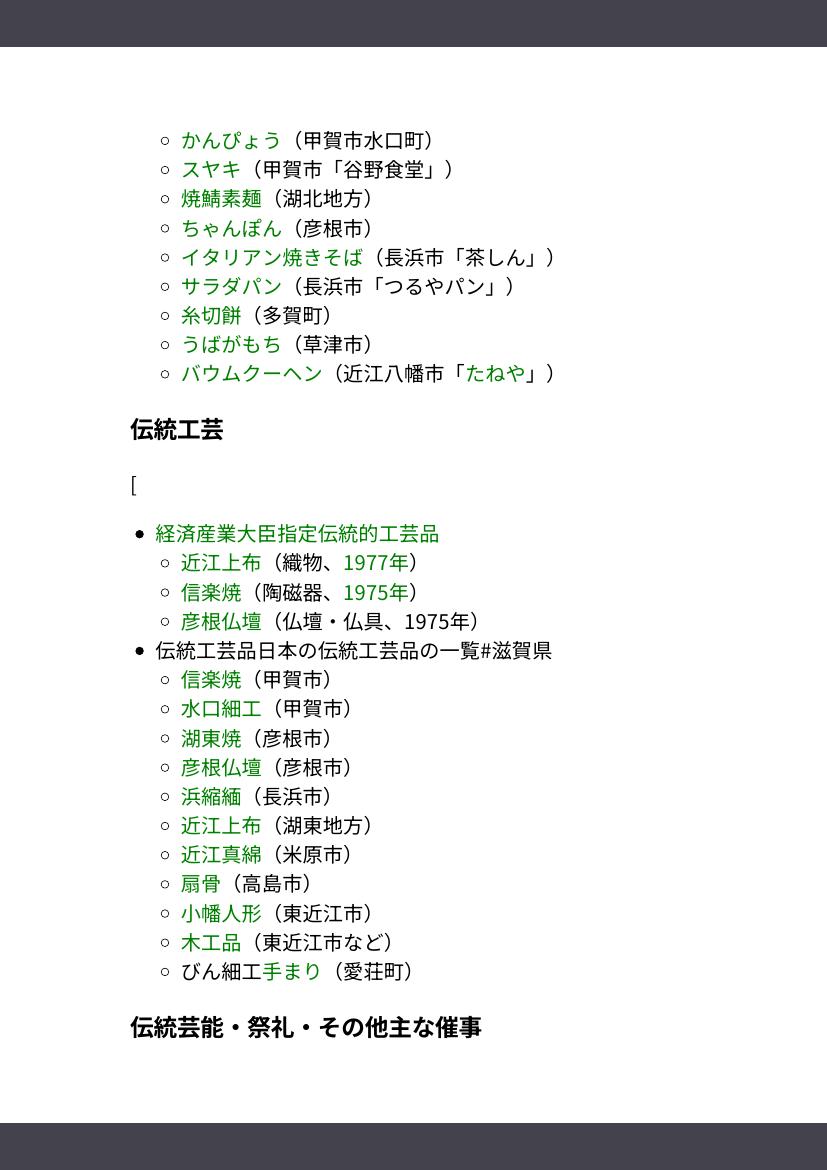 かんぴょう（甲賀市水口町）
スヤキ（甲賀市「谷野食堂」）
焼鯖素麺（湖北地方）
ちゃんぽん（彦根市）
イタリアン焼きそば（長浜市「茶しん」）
サラダパン（長浜市「つるやパン」）
糸切餅（多賀町）
うばがもち（草津市）
バウムクーヘン（近江八幡市「たねや」）
伝統工芸
[
経済産業大臣指定伝統的工芸品
近江上布（織物、1977年）
信楽焼（陶磁器、1975年）
彦根仏壇（仏壇・仏具、1975年）
伝統工芸品日本の伝統工芸品の一覧#滋賀県
信楽焼（甲賀市）
水口細工（甲賀市）
湖東焼（彦根市）
彦根仏壇（彦根市）
浜縮緬（長浜市）
近江上布（湖東地方）
近江真綿（米原市）
扇骨（高島市）
小幡人形（東近江市）
木工品（東近江市など）
びん細工手まり（愛荘町）
伝統芸能・祭礼・その他主な催事